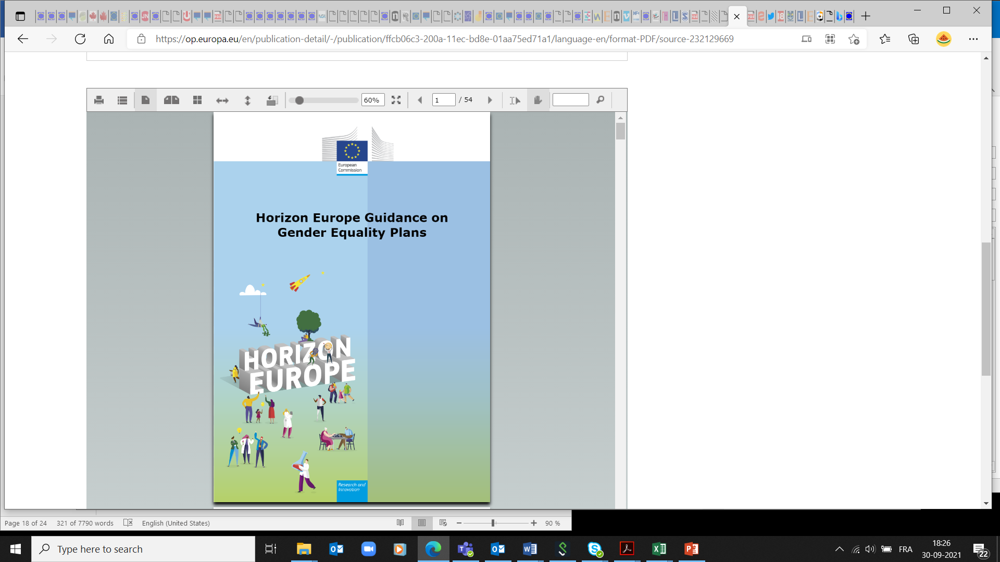 https://op.europa.eu/en/publication-detail/-/publication/ffcb06c3-200a-11ec-bd8e-01aa75ed71a1/language-en/format-PDF/source-232129669
60%
1
/ 54
European
Commission
Horizon Europe Guidance on
Gender Equality Plans
HORIZON
EUROPE
Research and
Innovation
Page 18 of 24
321 of 7790 words
English (United States)
90 %
Type here to search
FRA
18:26
30-09-2021
22